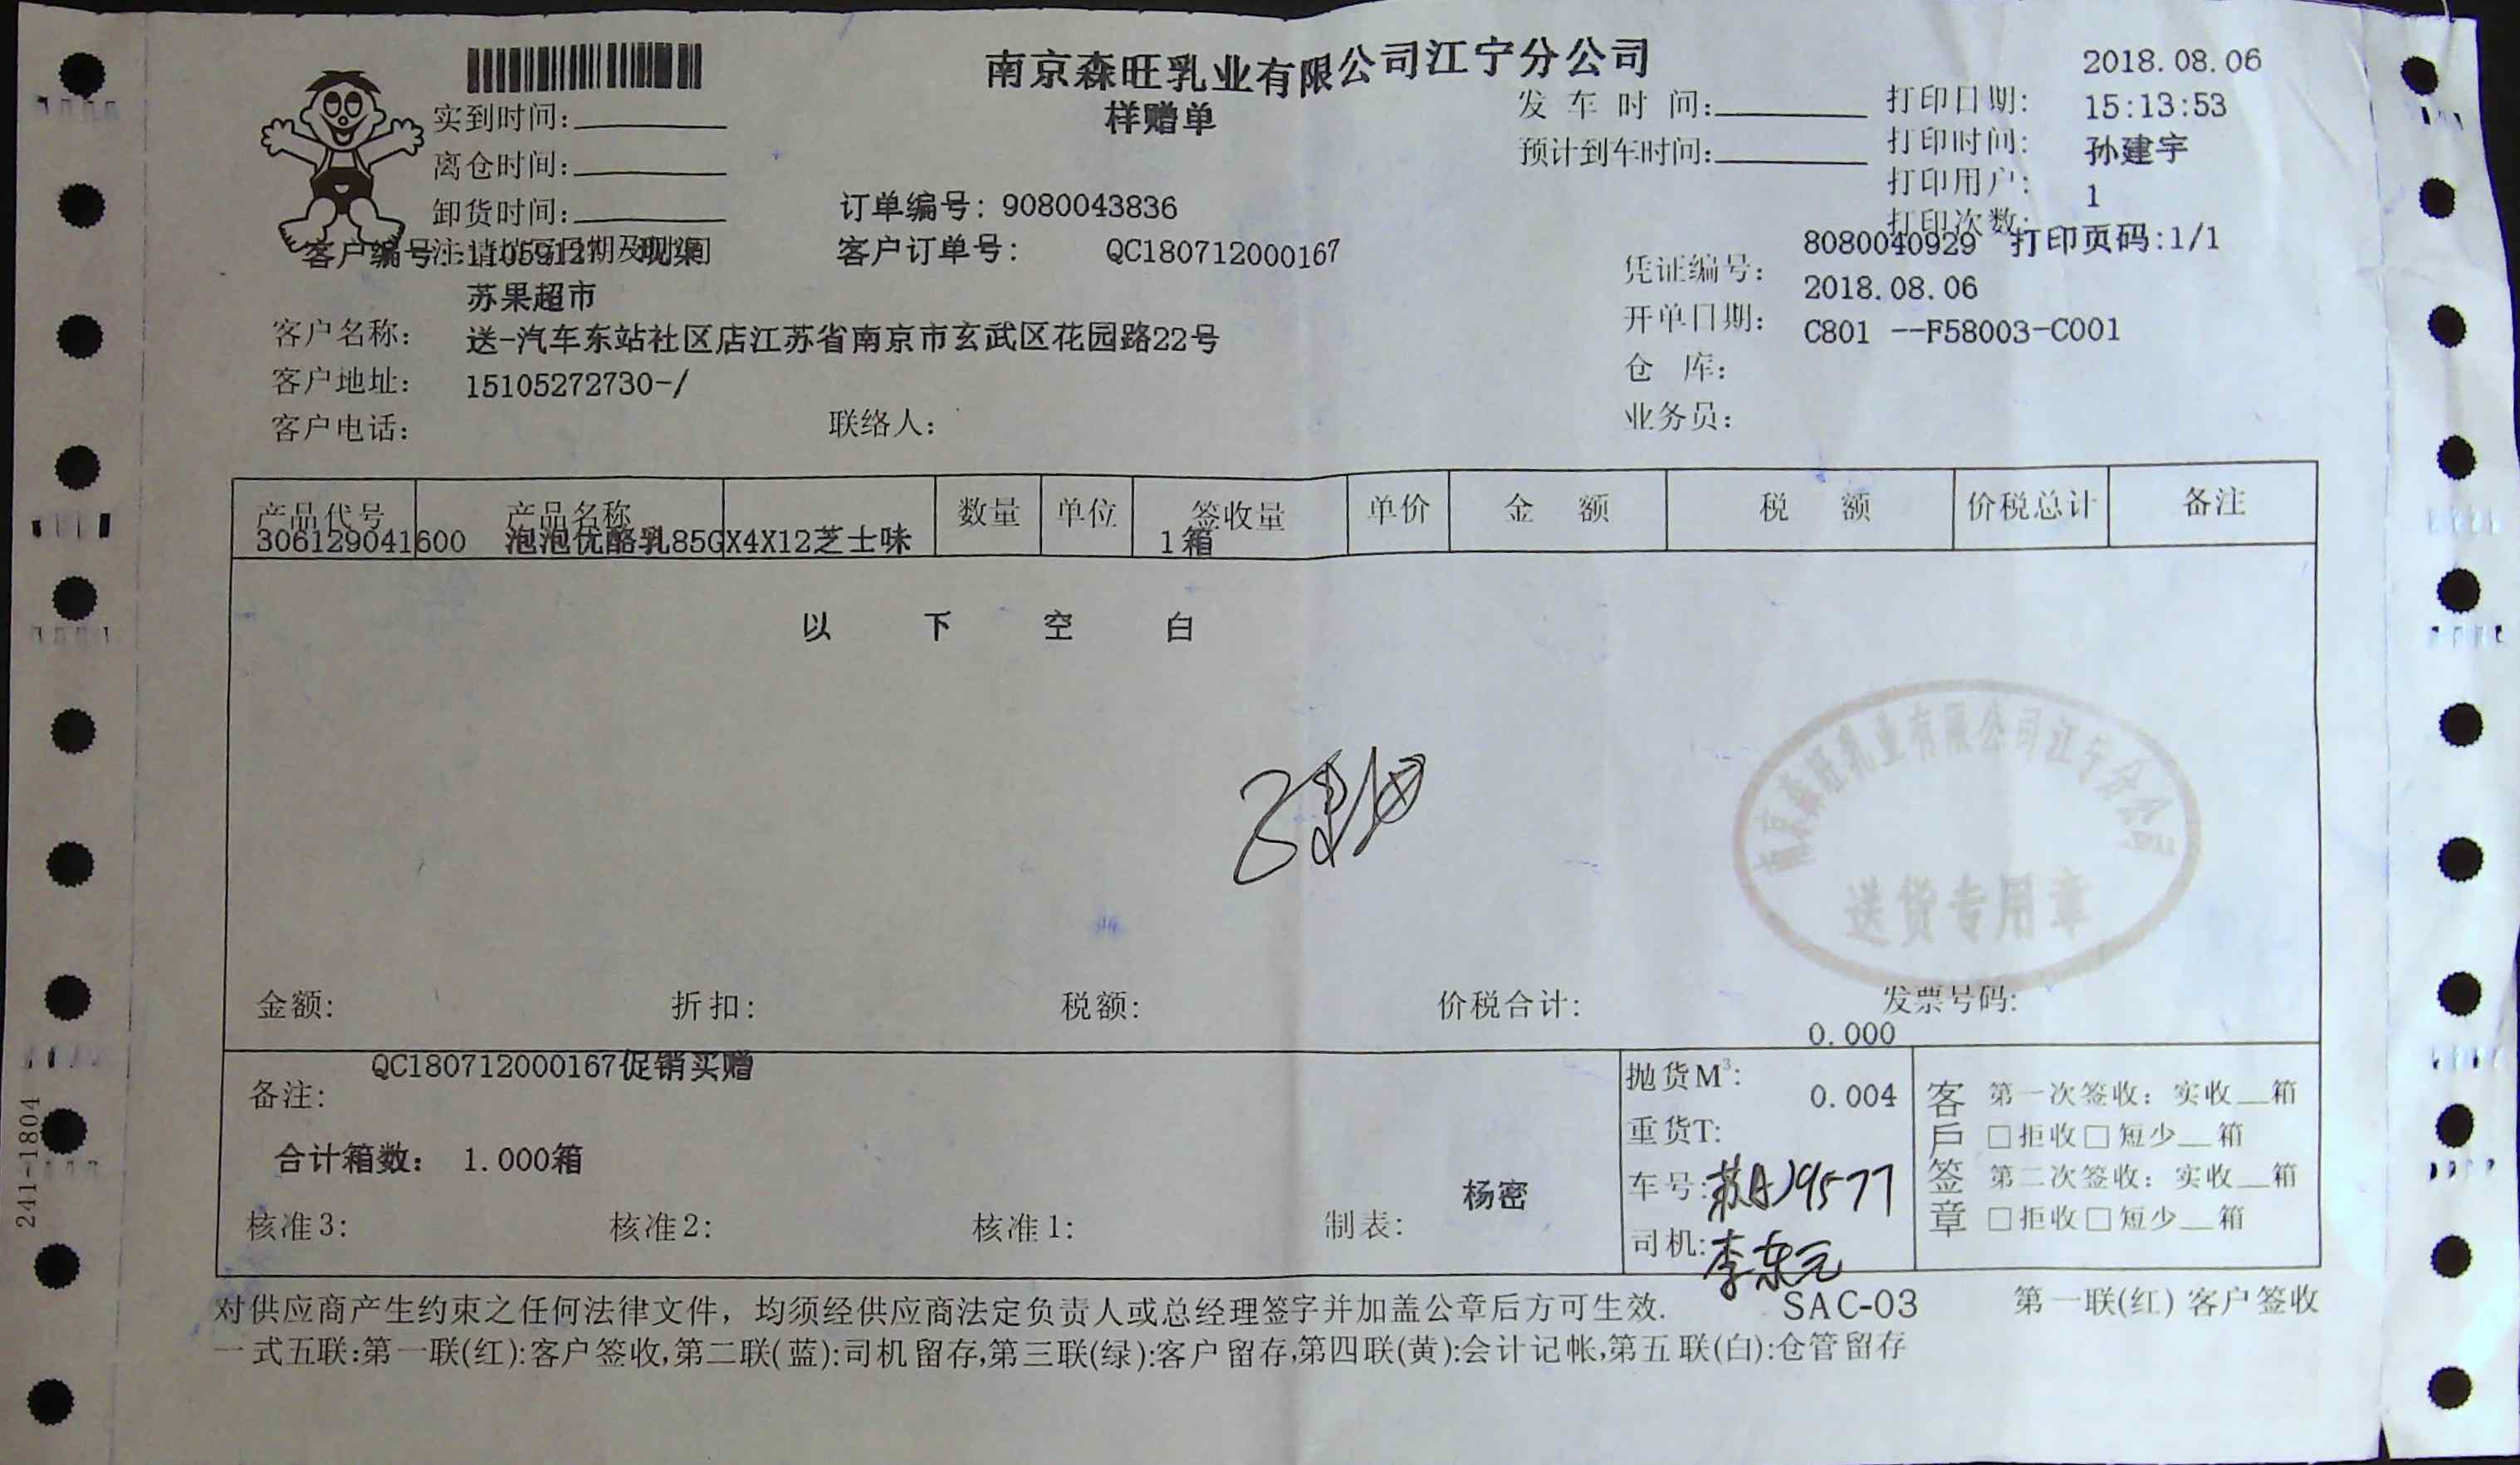 南京森旺乳业有限公司江宁分公司
样赠单
实到时间:
离仓时间:
卸货时间:
发车时间:
预计到车时间:
打印日期: 2018.08.06
打印时间: 15:13:53
打印用户: 孙建宇
打印次数: 1
打印页码:1/1
订单编号: 9080043836
客户编号:
客户订单号: QC180712000167
凭证编号: 8080040929
苏果超市
开单日期: 2018.08.06
客户名称: 送-汽车东站社区店江苏省南京市玄武区花园路22号
仓 库: C801 --F58003-C001
客户地址: 15105272730-/
客户电话:
联络人:
业务员:
产品代号 产品名称 数量 单位 签收量 单价 金 额 税 额 价税总计 备注
306129041600 泡泡优酪乳85GX4X12芝士味 1箱
以 下 空 白
南京森旺乳业有限公司江宁分公司
送货专用章
金额: 折扣: 税额: 价税合计: 发票号码:
0.000
备注: QC180712000167促销买赠
抛货M³: 0.004
合计箱数: 1.000箱
重货T:
车号:苏AJ9577
司机:李东元
核准3: 核准2: 核准1: 制表: 杨密
客戶签章
第一次签收: 实收__箱
□拒收□短少__箱
第二次签收: 实收__箱
□拒收□短少__箱
对供应商产生约束之任何法律文件，均须经供应商法定负责人或总经理签字并加盖公章后方可生效. SAC-03 第一联(红) 客户签收
一式五联:第一联(红):客户签收,第二联(蓝):司机留存,第三联(绿):客户留存,第四联(黄):会计记帐,第五联(白):仓管留存
241-1804